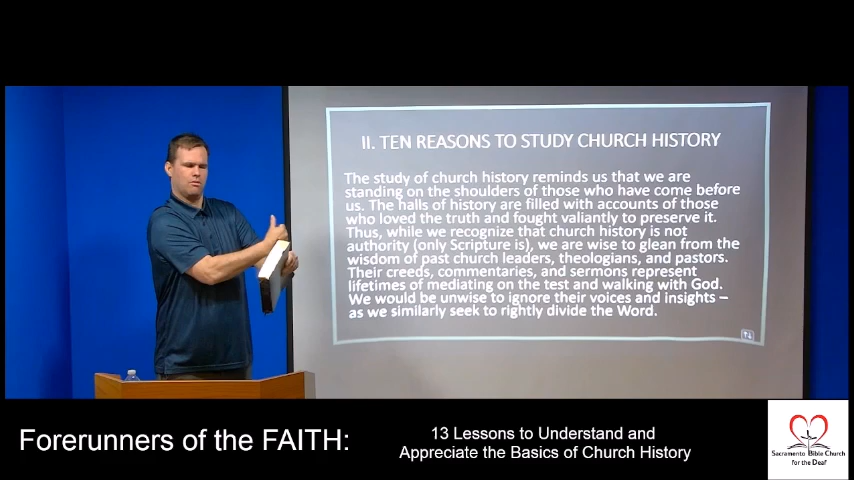 II. TEN REASONS TO STUDY CHURCH HISTORY
The study of church history reminds us that we are
standing on the shoulders of those who have come before
us. The halls of history are filled with accounts of those
who loved the truth and fought valiantly to preserve it.
Thus, while we recognize that church history is not
authority (only Scripture is), we are wise to glean from the
wisdom of past church leaders, theologians, and pastors.
Their creeds, commentaries, and sermons represent
lifetimes of mediating on the test and walking with God.
We would be unwise to ignore their voices and insights –
as we similarly seek to rightly divide the Word.
Forerunners of the FAITH:
13 Lessons to Understand and
Appreciate the Basics of Church History
Sacramento Bible Church
for the Deaf